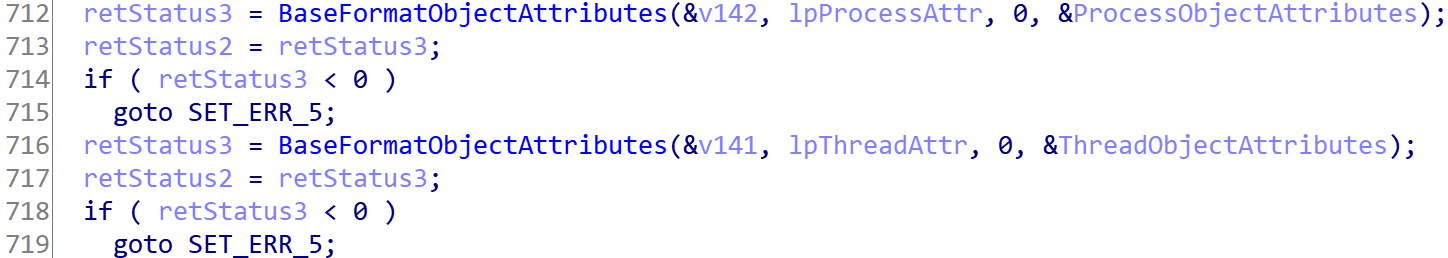 712 retStatus3 = BaseFormatObjectAttributes(&v142, lpProcessAttr, 0, &ProcessObjectAttributes);
713 retStatus2 = retStatus3;
714 if ( retStatus3 < 0 )
715 goto SET_ERR_5;
716 retStatus3 = BaseFormatObjectAttributes(&v141, lpThreadAttr, 0, &ThreadObjectAttributes);
717 retStatus2 = retStatus3;
718 if ( retStatus3 < 0 )
719 goto SET_ERR_5;